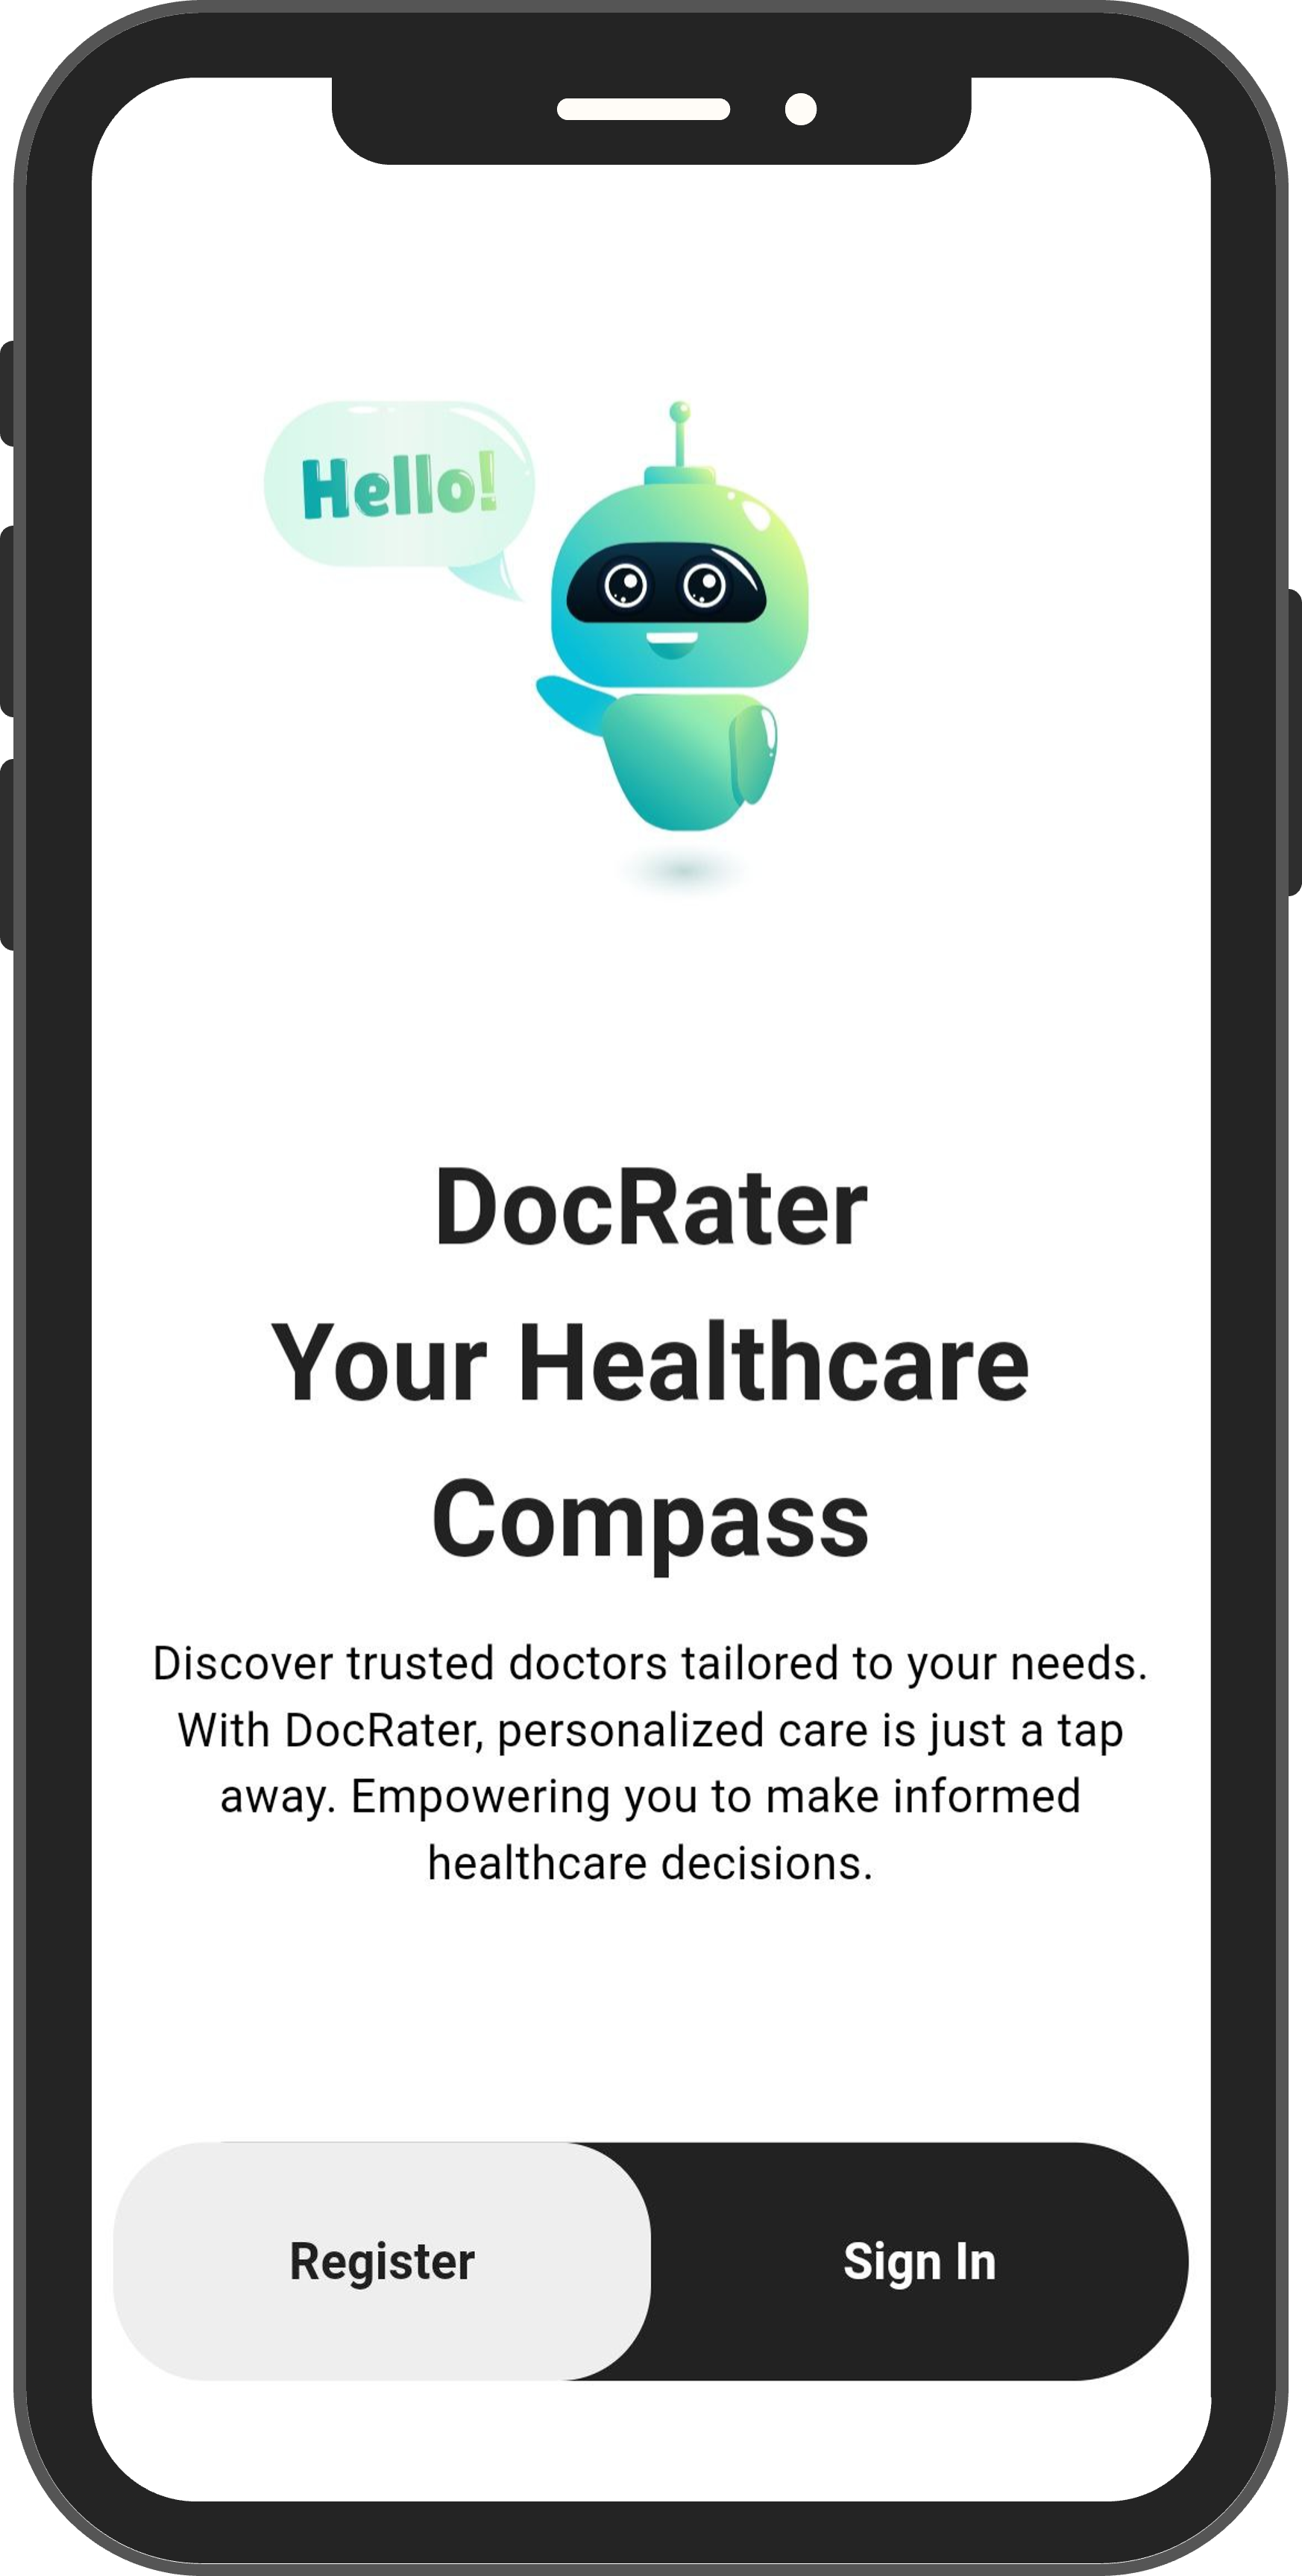 Hello!
DocRater
Your Healthcare
Compass
Discover trusted doctors tailored to your needs.
With DocRater, personalized care is just a tap
away. Empowering you to make informed
healthcare decisions.
Register
Sign In